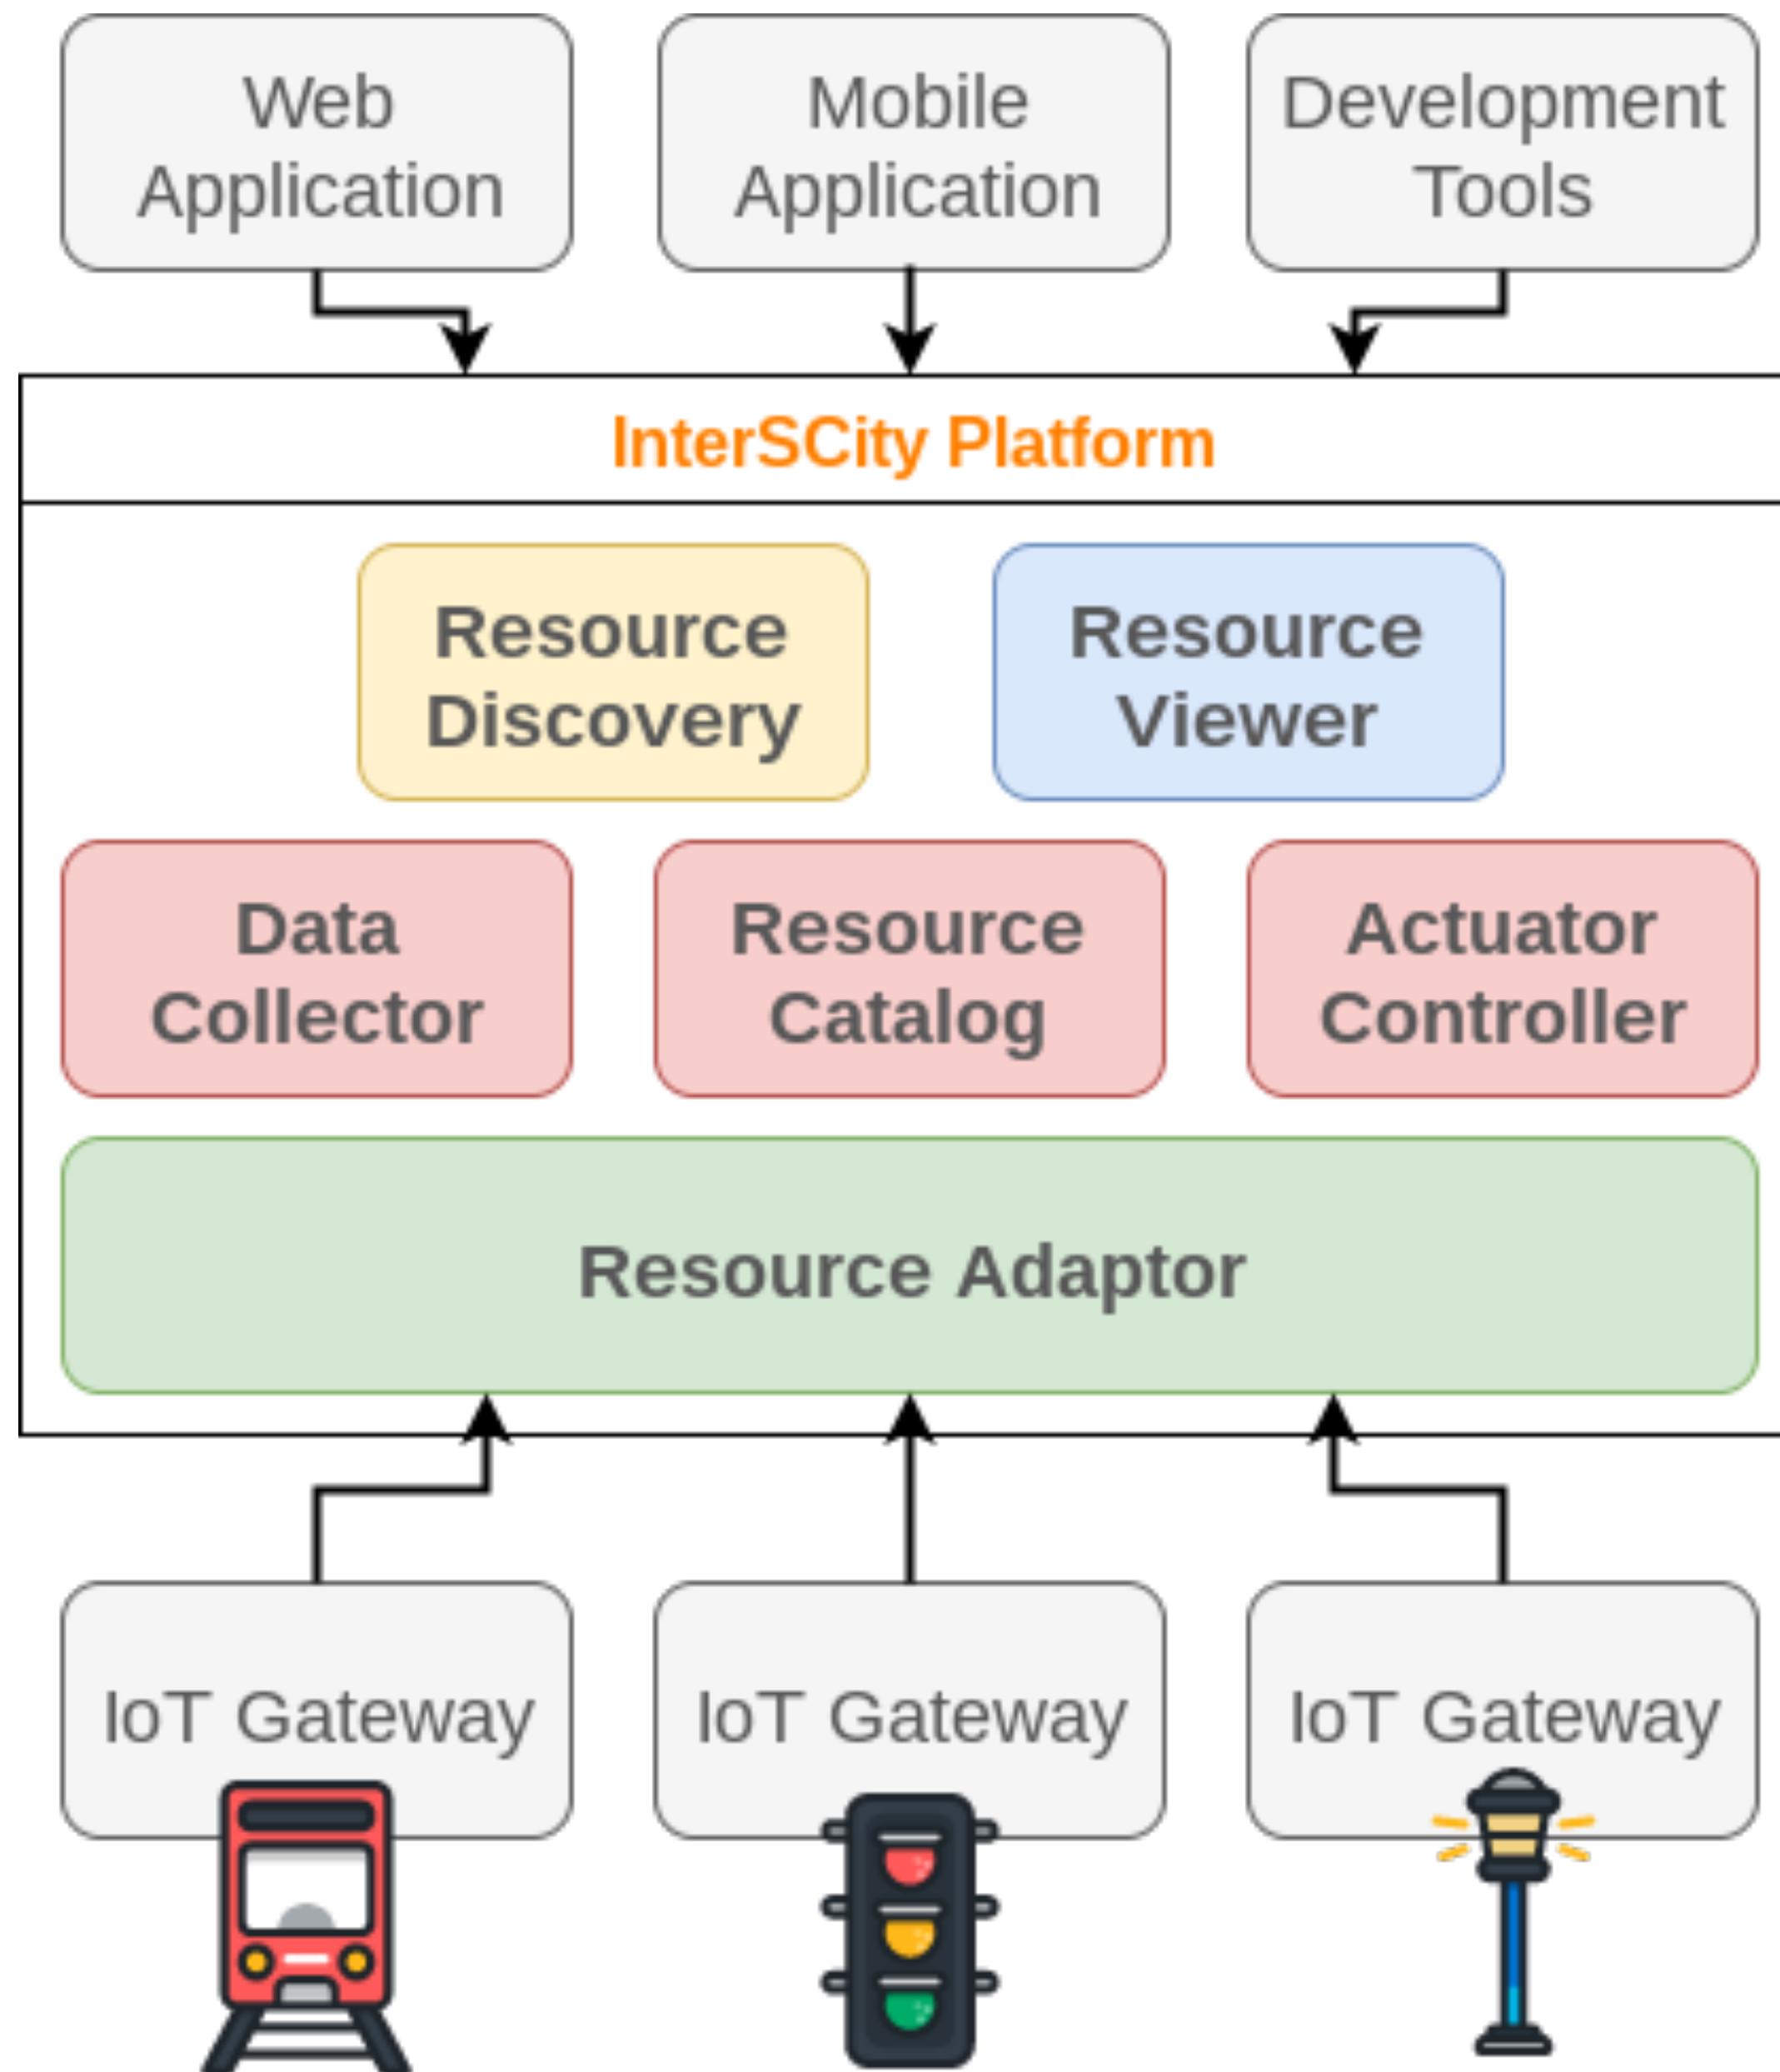 Web
Application
Mobile
Application
Development
Tools
InterSCity Platform
Resource
Discovery
Resource
Viewer
Data
Collector
Resource
Catalog
Actuator
Controller
Resource Adaptor
IoT Gateway
IoT Gateway
IoT Gateway